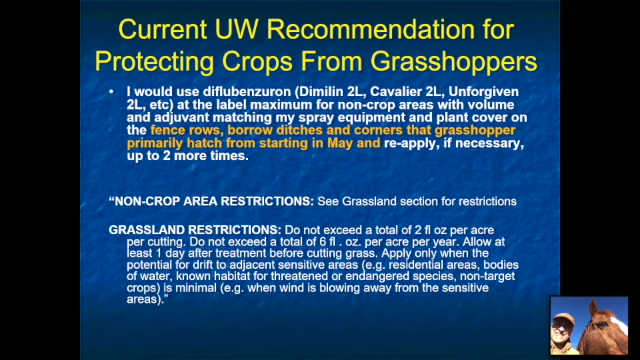 Current UW Recommendation for
Protecting Crops From Grasshoppers
• I would use diflubenzuron (Dimilin 2L, Cavalier 2L, Unforgiven
2L, etc) at the label maximum for non-crop areas with volume
and adjuvant matching my spray equipment and plant cover on
the fence rows, borrow ditches and corners that grasshopper
primarily hatch from starting in May and re-apply, if necessary,
up to 2 more times.
“NON-CROP AREA RESTRICTIONS: See Grassland section for restrictions
GRASSLAND RESTRICTIONS: Do not exceed a total of 2 fl oz per acre
per cutting. Do not exceed a total of 6 fl . oz. per acre per year. Allow at
least 1 day after treatment before cutting grass. Apply only when the
potential for drift to adjacent sensitive areas (e.g. residential areas, bodies
of water, known habitat for threatened or endangered species, non-target
crops) is minimal (e.g. when wind is blowing away from the sensitive
areas).”